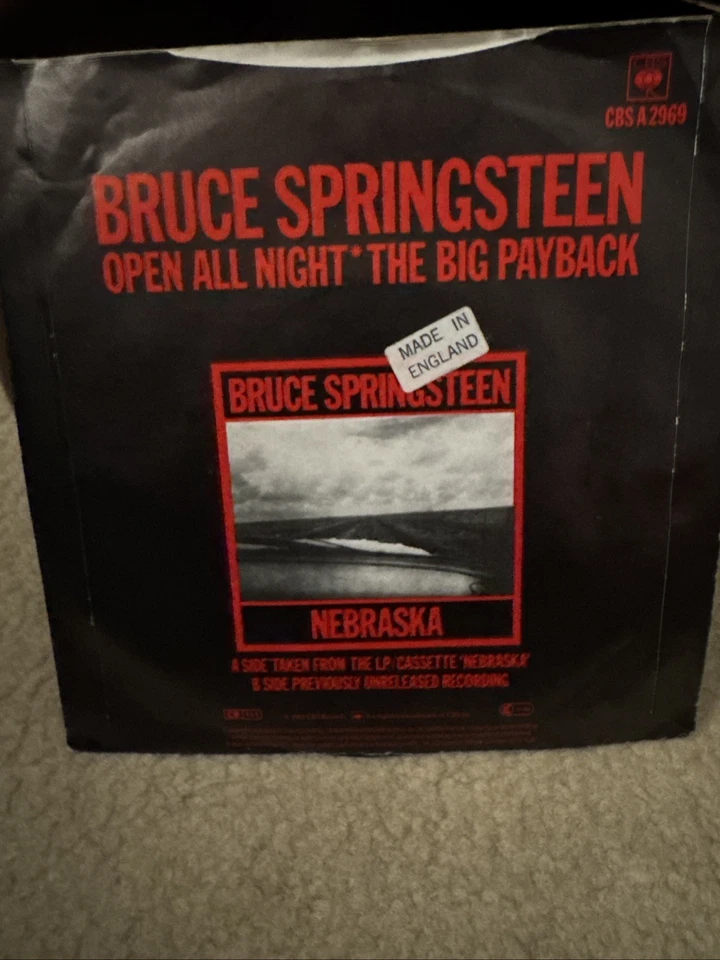 CBS
CBS A 2969
BRUCE SPRINGSTEEN
OPEN ALL NIGHT * THE BIG PAYBACK
MADE IN
ENGLAND
BRUCE SPRINGSTEEN
NEBRASKA
A SIDE TAKEN FROM THE LP/CASSETTE 'NEBRASKA'
B SIDE PREVIOUSLY UNRELEASED RECORDING